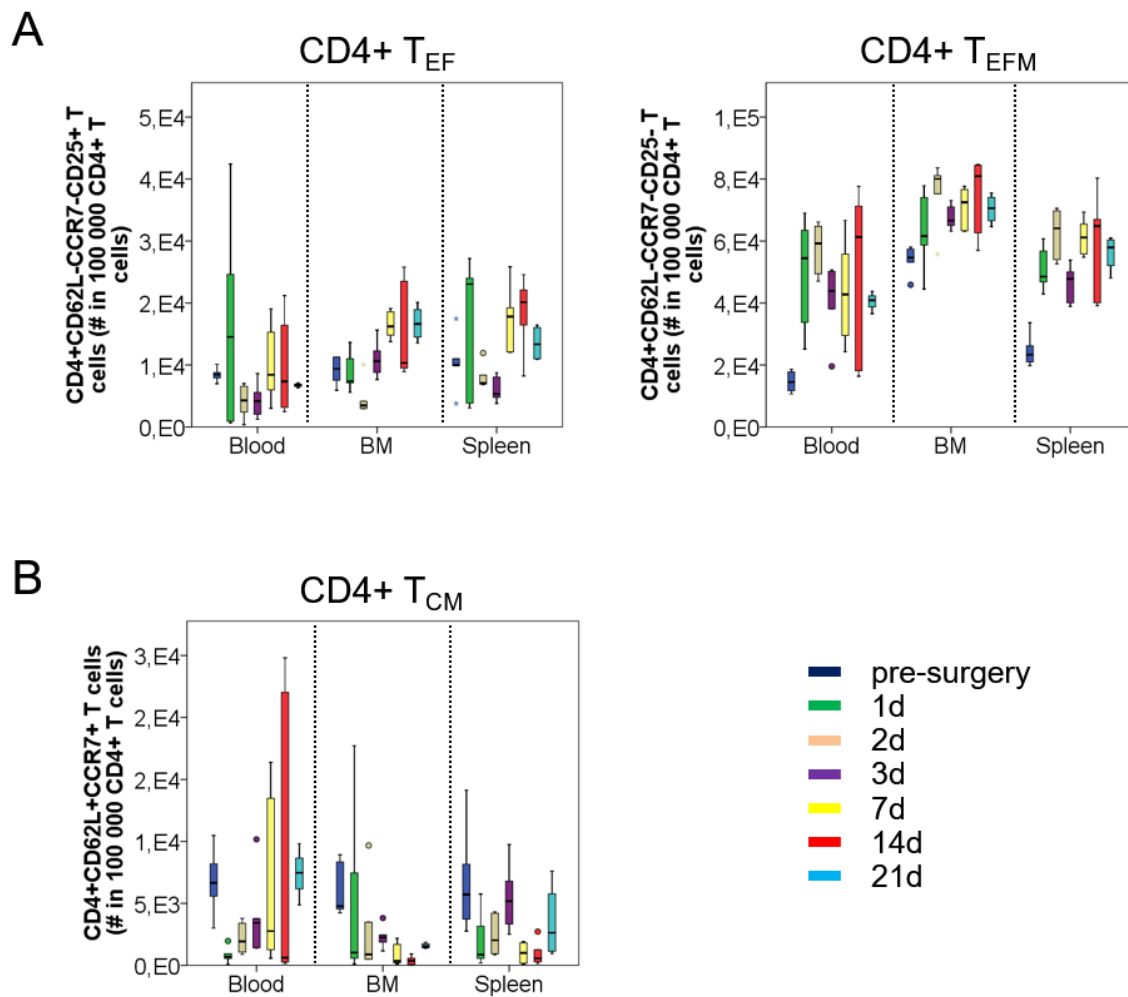 A
CD4+ TEF
CD4+CD62L-CCR7-CD25+ T
cells (# in 100 000 CD4+ T
cells)
5,E4
4,E4
3,E4
2,E4
1,E4
0,E0
Blood BM Spleen
CD4+ TEFM
CD4+CD62L-CCR7-CD25- T
cells (# in 100 000 CD4+ T
cells)
1,E5
8,E4
6,E4
4,E4
2,E4
0,E0
Blood BM Spleen
B
CD4+ TCM
CD4+CD62L+CCR7+ T cells
(# in 100 000 CD4+ T cells)
3,E4
2,E4
2,E4
1,E4
5,E3
0,E0
Blood BM Spleen
pre-surgery
1d
2d
3d
7d
14d
21d